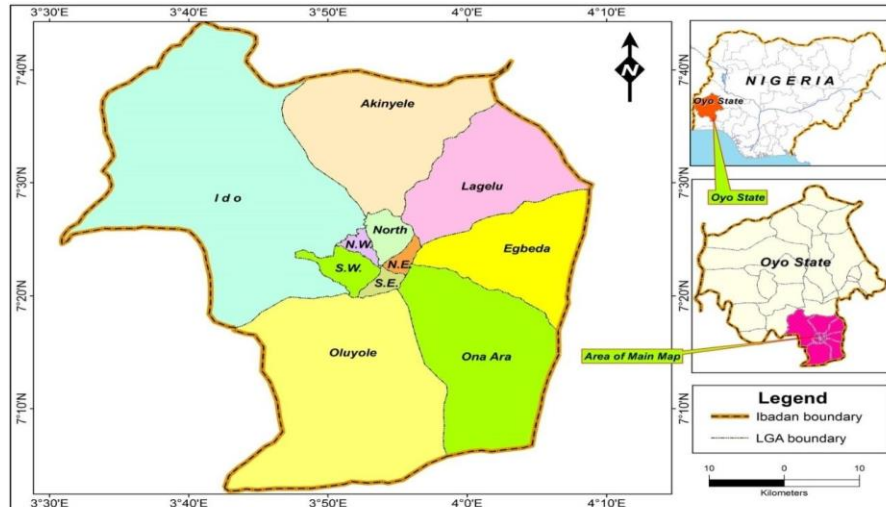 3°30'E 3°40'E 3°50'E 4°0'E 4°10'E
7°40'N
7°30'N
7°20'N
7°10'N
Akinyele
Lagelu
I d o
North
N.W.
N.E.
Egbeda
S.W.
S.E.
Oluyole
Ona Ara
N
7°40'N
7°30'N
7°20'N
7°10'N
3°30'E 3°40'E 3°50'E 4°0'E 4°10'E
NIGERIA
Oyo State
Oyo State
Oyo State
Area of Main Map
Legend
Ibadan boundary
LGA boundary
10 0 10
Kilometers